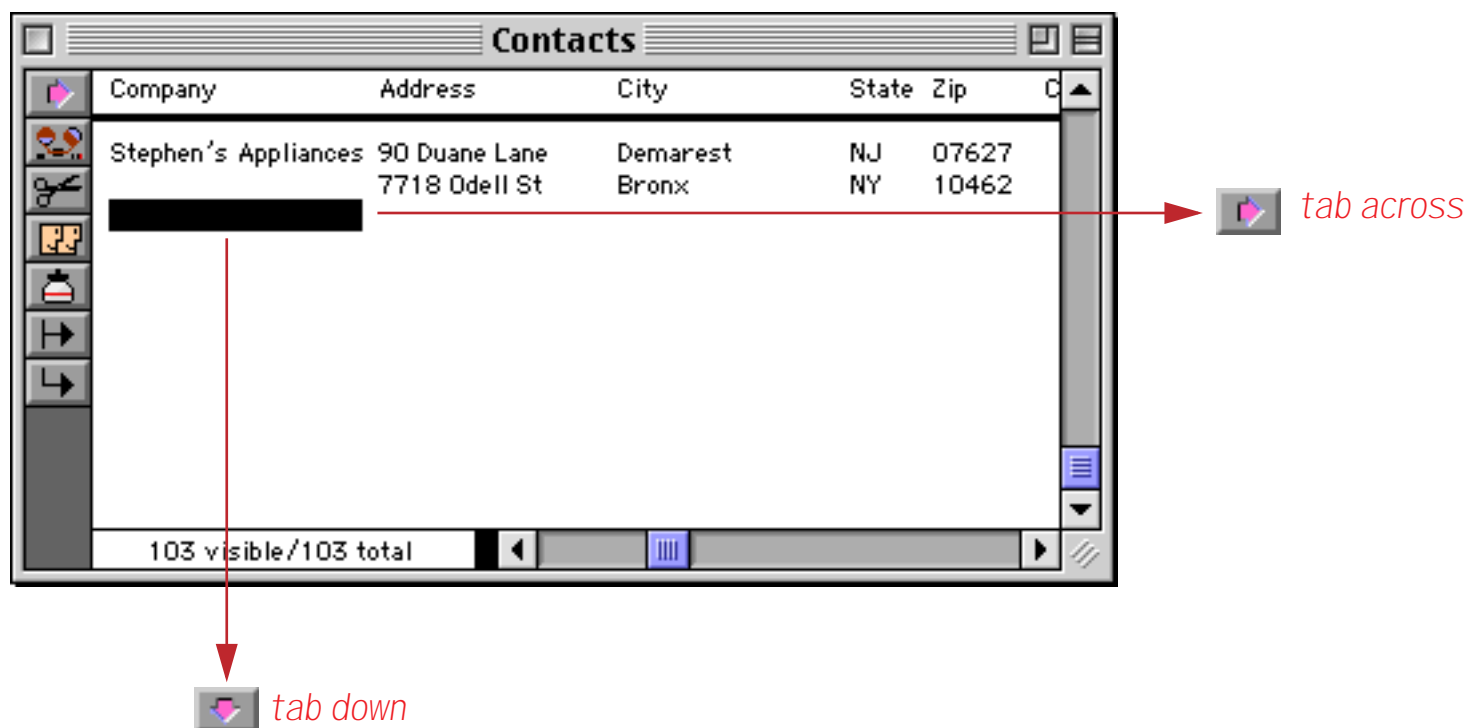 Contacts
Company Address City State Zip C
Stephen's Appliances 90 Duane Lane Demarest NJ 07627
7718 Odell St Bronx NY 10462
tab across
103 visible/103 total
tab down